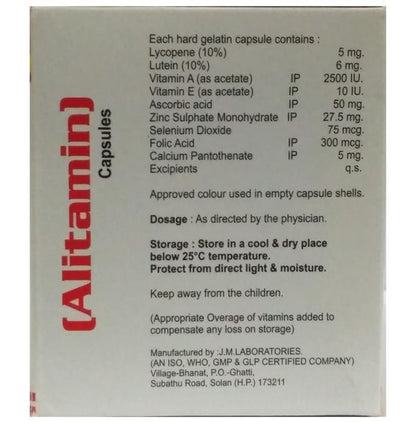 (Alitamin)
Capsules
Each hard gelatin capsule contains :
Lycopene (10%) 5 mg.
Lutein (10%) 6 mg.
Vitamin A (as acetate) IP 2500 IU.
Vitamin E (as acetate) IP 10 IU.
Ascorbic acid IP 50 mg.
Zinc Sulphate Monohydrate IP 27.5 mg.
Selenium Dioxide 75 mcg.
Folic Acid IP 300 mcg.
Calcium Pantothenate IP 5 mg.
Excipients q.s.
Approved colour used in empty capsule shells.
Dosage : As directed by the physician.
Storage : Store in a cool & dry place
below 25°C temperature.
Protect from direct light & moisture.
Keep away from the children.
(Appropriate Overage of vitamins added to
compensate any loss on storage)
Manufactured by :J.M.LABORATORIES.
(AN ISO, WHO, GMP & GLP CERTIFIED COMPANY)
Village-Bhanat, P.O.-Ghatti,
Subathu Road, Solan (H.P.) 173211